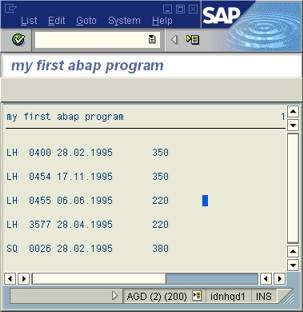 List Edit Goto System Help
SAP
my first abap program
my first abap program 1
LH 0400 28.02.1995 350
LH 0454 17.11.1995 350
LH 0455 06.06.1995 220
LH 3577 28.04.1995 220
SQ 0026 28.02.1995 380
AGD (2) (200) idnhqd1 INS